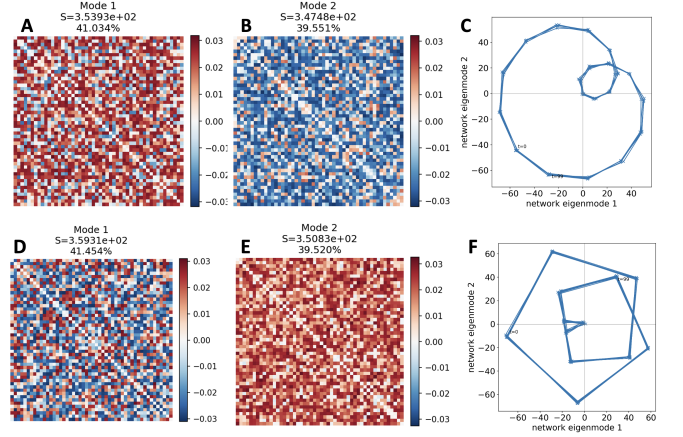 A
Mode 1
S=3.5393e+02
41.034%
0.03
0.02
0.01
0.00
-0.01
-0.02
-0.03
B
Mode 2
S=3.4748e+02
39.551%
0.03
0.02
0.01
0.00
-0.01
-0.02
-0.03
C
network eigenmode 2
40
20
0
-20
-40
-60
t=0
t=99
-60
-40
-20
0
20
40
network eigenmode 1
D
Mode 1
S=3.5931e+02
41.454%
0.03
0.02
0.01
0.00
-0.01
-0.02
-0.03
E
Mode 2
S=3.5083e+02
39.520%
0.03
0.02
0.01
0.00
-0.01
-0.02
-0.03
F
network eigenmode 2
60
40
20
0
-20
-40
-60
t=0
t=99
-60
-40
-20
0
20
40
60
network eigenmode 1